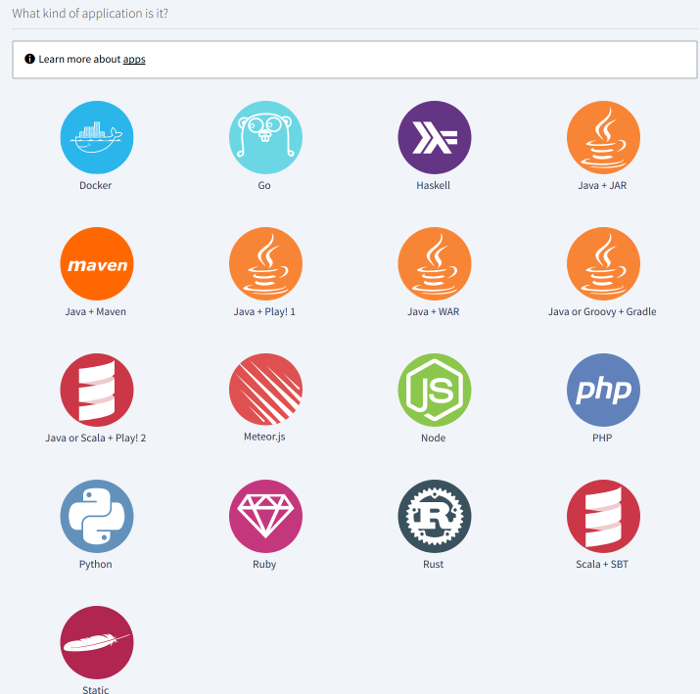 What kind of application is it?
Learn more about apps
Docker
Go
Haskell
Java + JAR
maven
Java + Maven
Java + Play! 1
Java + WAR
Java or Groovy + Gradle
Java or Scala + Play! 2
Meteor.js
JS
Node
php
PHP
Python
Ruby
R
Rust
Scala + SBT
Static